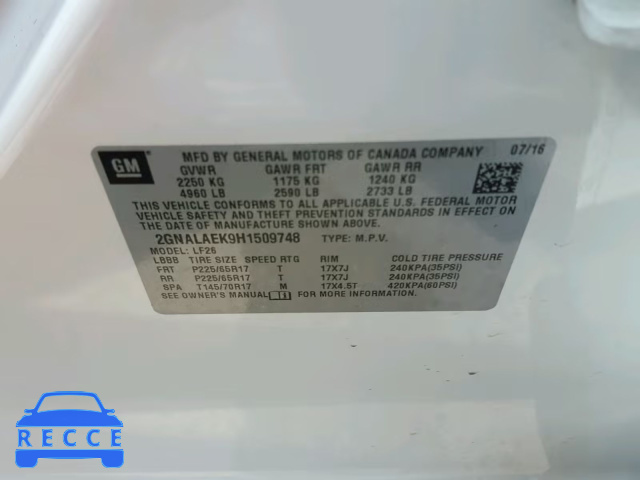 GM
MFD BY GENERAL MOTORS OF CANADA COMPANY 07/16
GVWR GAWR FRT GAWR RR
2250 KG 1175 KG 1240 KG
4960 LB 2590 LB 2733 LB
THIS VEHICLE CONFORMS TO ALL APPLICABLE U.S. FEDERAL MOTOR
VEHICLE SAFETY AND THEFT PREVENTION STANDARDS IN EFFECT ON
THE DATE OF MANUFACTURE SHOWN ABOVE.
2GNALAEK9H1509748 TYPE: M.P.V.
MODEL: LF26
LBBB TIRE SIZE SPEED RTG RIM COLD TIRE PRESSURE
FRT P225/65R17 T 17X7J 240KPA(35PSI)
RR P225/65R17 T 17X7J 240KPA(35PSI)
SPA T145/70R17 M 17X4.5T 420KPA(60PSI)
SEE OWNER'S MANUAL FOR MORE INFORMATION.
RECCE